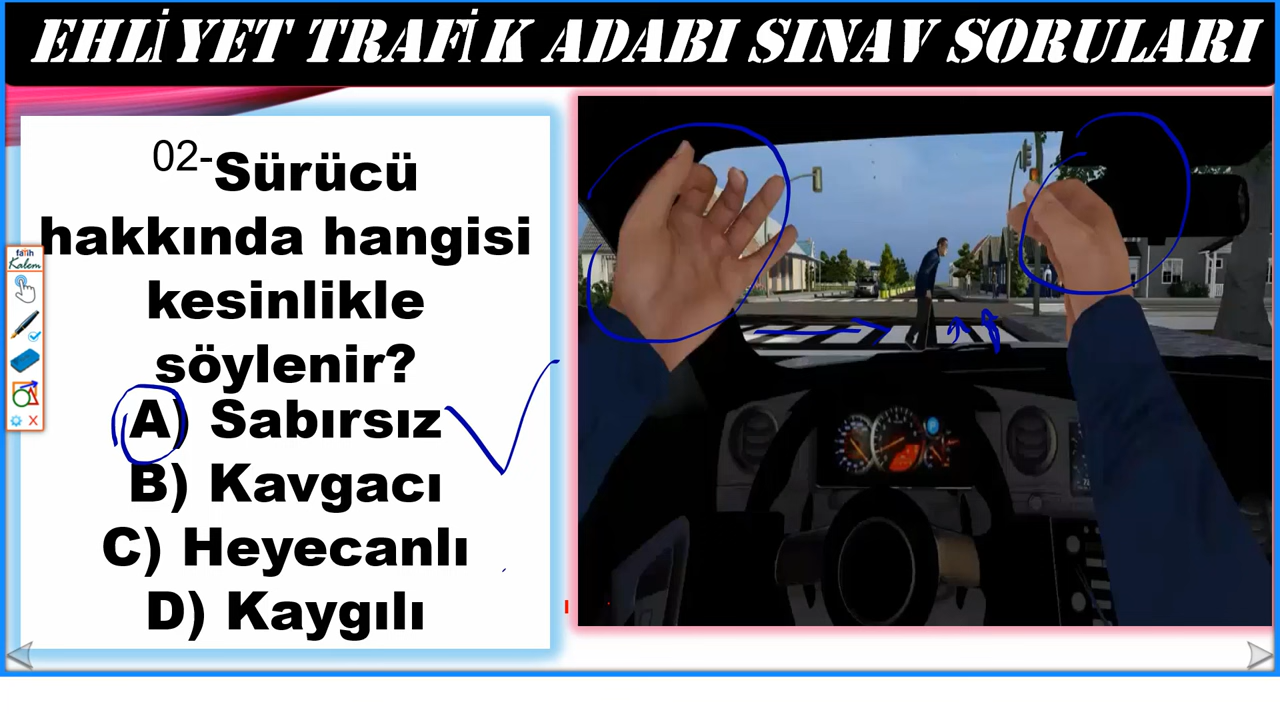 EHLİYET TRAFİK ADABI SINAV SORULARI
02-Sürücü
hakkında hangisi
kesinlikle
söylenir?
A) Sabırsız
B) Kavgacı
C) Heyecanlı
D) Kaygılı
fatih
Kalem